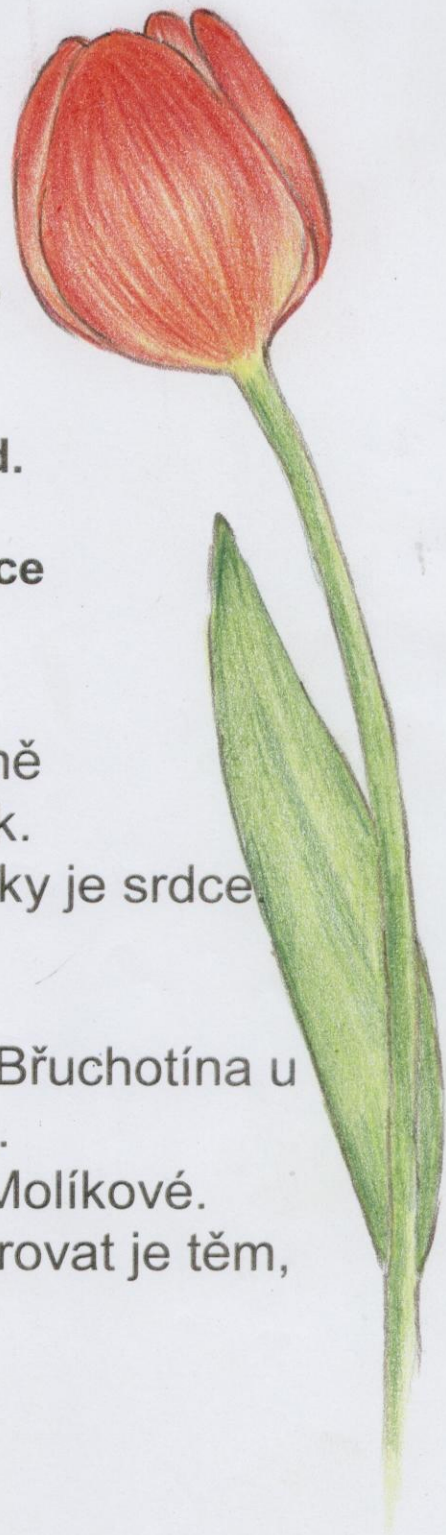 d.
ce
ně
k.
ky je srdce.
Břuchotína u
.
Molíkové.
rovat je těm,